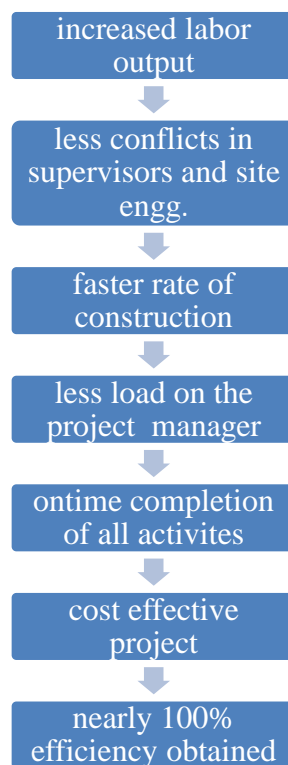 increased labor
output
less conflicts in
supervisors and site
engg.
faster rate of
construction
less load on the
project manager
ontime completion
of all activites
cost effective
project
nearly 100%
efficiency obtained